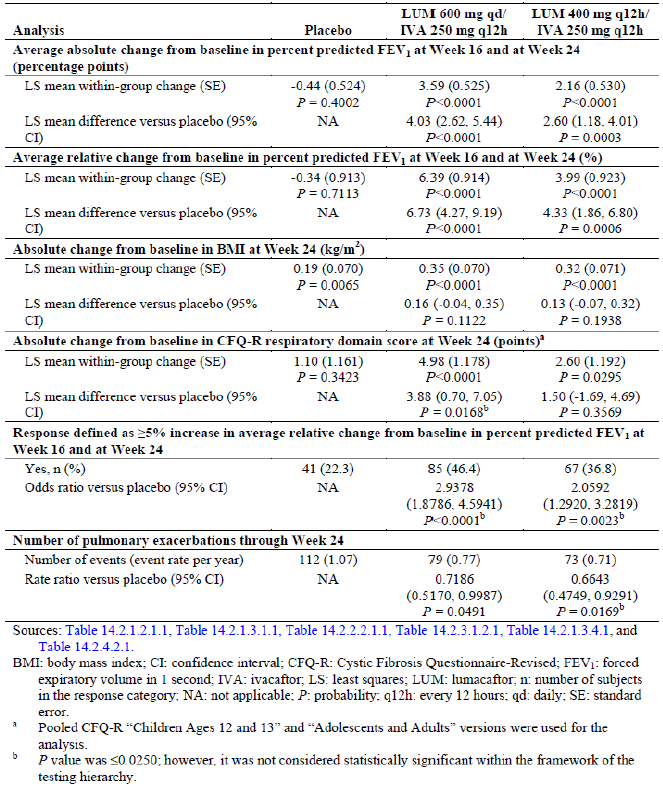 Analysis Placebo LUM 600 mg qd/ IVA 250 mg q12h LUM 400 mg q12h/ IVA 250 mg q12h
Average absolute change from baseline in percent predicted FEV1 at Week 16 and at Week 24
(percentage points)
LS mean within-group change (SE) -0.44 (0.524) 3.59 (0.525) 2.16 (0.530)
P = 0.4002 P<0.0001 P<0.0001
LS mean difference versus placebo (95% NA 4.03 (2.62, 5.44) 2.60 (1.18, 4.01)
CI) P<0.0001 P = 0.0003
Average relative change from baseline in percent predicted FEV1 at Week 16 and at Week 24 (%)
LS mean within-group change (SE) -0.34 (0.913) 6.39 (0.914) 3.99 (0.923)
P = 0.7113 P<0.0001 P<0.0001
LS mean difference versus placebo (95% NA 6.73 (4.27, 9.19) 4.33 (1.86, 6.80)
CI) P<0.0001 P = 0.0006
Absolute change from baseline in BMI at Week 24 (kg/m2)
LS mean within-group change (SE) 0.19 (0.070) 0.35 (0.070) 0.32 (0.071)
P = 0.0065 P<0.0001 P<0.0001
LS mean difference versus placebo (95% NA 0.16 (-0.04, 0.35) 0.13 (-0.07, 0.32)
CI) P = 0.1122 P = 0.1938
Absolute change from baseline in CFQ-R respiratory domain score at Week 24 (points)a
LS mean within-group change (SE) 1.10 (1.161) 4.98 (1.178) 2.60 (1.192)
P = 0.3423 P<0.0001 P = 0.0295
LS mean difference versus placebo (95% NA 3.88 (0.70, 7.05) 1.50 (-1.69, 4.69)
CI) P = 0.0168b P = 0.3569
Response defined as ≥5% increase in average relative change from baseline in percent predicted FEV1 at
Week 16 and at Week 24
Yes, n (%) 41 (22.3) 85 (46.4) 67 (36.8)
Odds ratio versus placebo (95% CI) NA 2.9378 2.0592
(1.8786, 4.5941) (1.2920, 3.2819)
P<0.0001b P = 0.0023b
Number of pulmonary exacerbations through Week 24
Number of events (event rate per year) 112 (1.07) 79 (0.77) 73 (0.71)
Rate ratio versus placebo (95% CI) NA 0.7186 0.6643
(0.5170, 0.9987) (0.4749, 0.9291)
P = 0.0491 P = 0.0169b
Sources: Table 14.2.1.2.1.1, Table 14.2.1.3.1.1, Table 14.2.2.2.1.1, Table 14.2.3.1.2.1, Table 14.2.1.3.4.1, and
Table 14.2.4.2.1.
BMI: body mass index; CI: confidence interval; CFQ-R: Cystic Fibrosis Questionnaire-Revised; FEV1: forced
expiratory volume in 1 second; IVA: ivacaftor; LS: least squares; LUM: lumacaftor; n: number of subjects
in the response category; NA: not applicable; P: probability; q12h: every 12 hours; qd: daily; SE: standard
error.
a Pooled CFQ-R “Children Ages 12 and 13” and “Adolescents and Adults” versions were used for the
analysis.
b P value was ≤0.0250; however, it was not considered statistically significant within the framework of the
testing hierarchy.